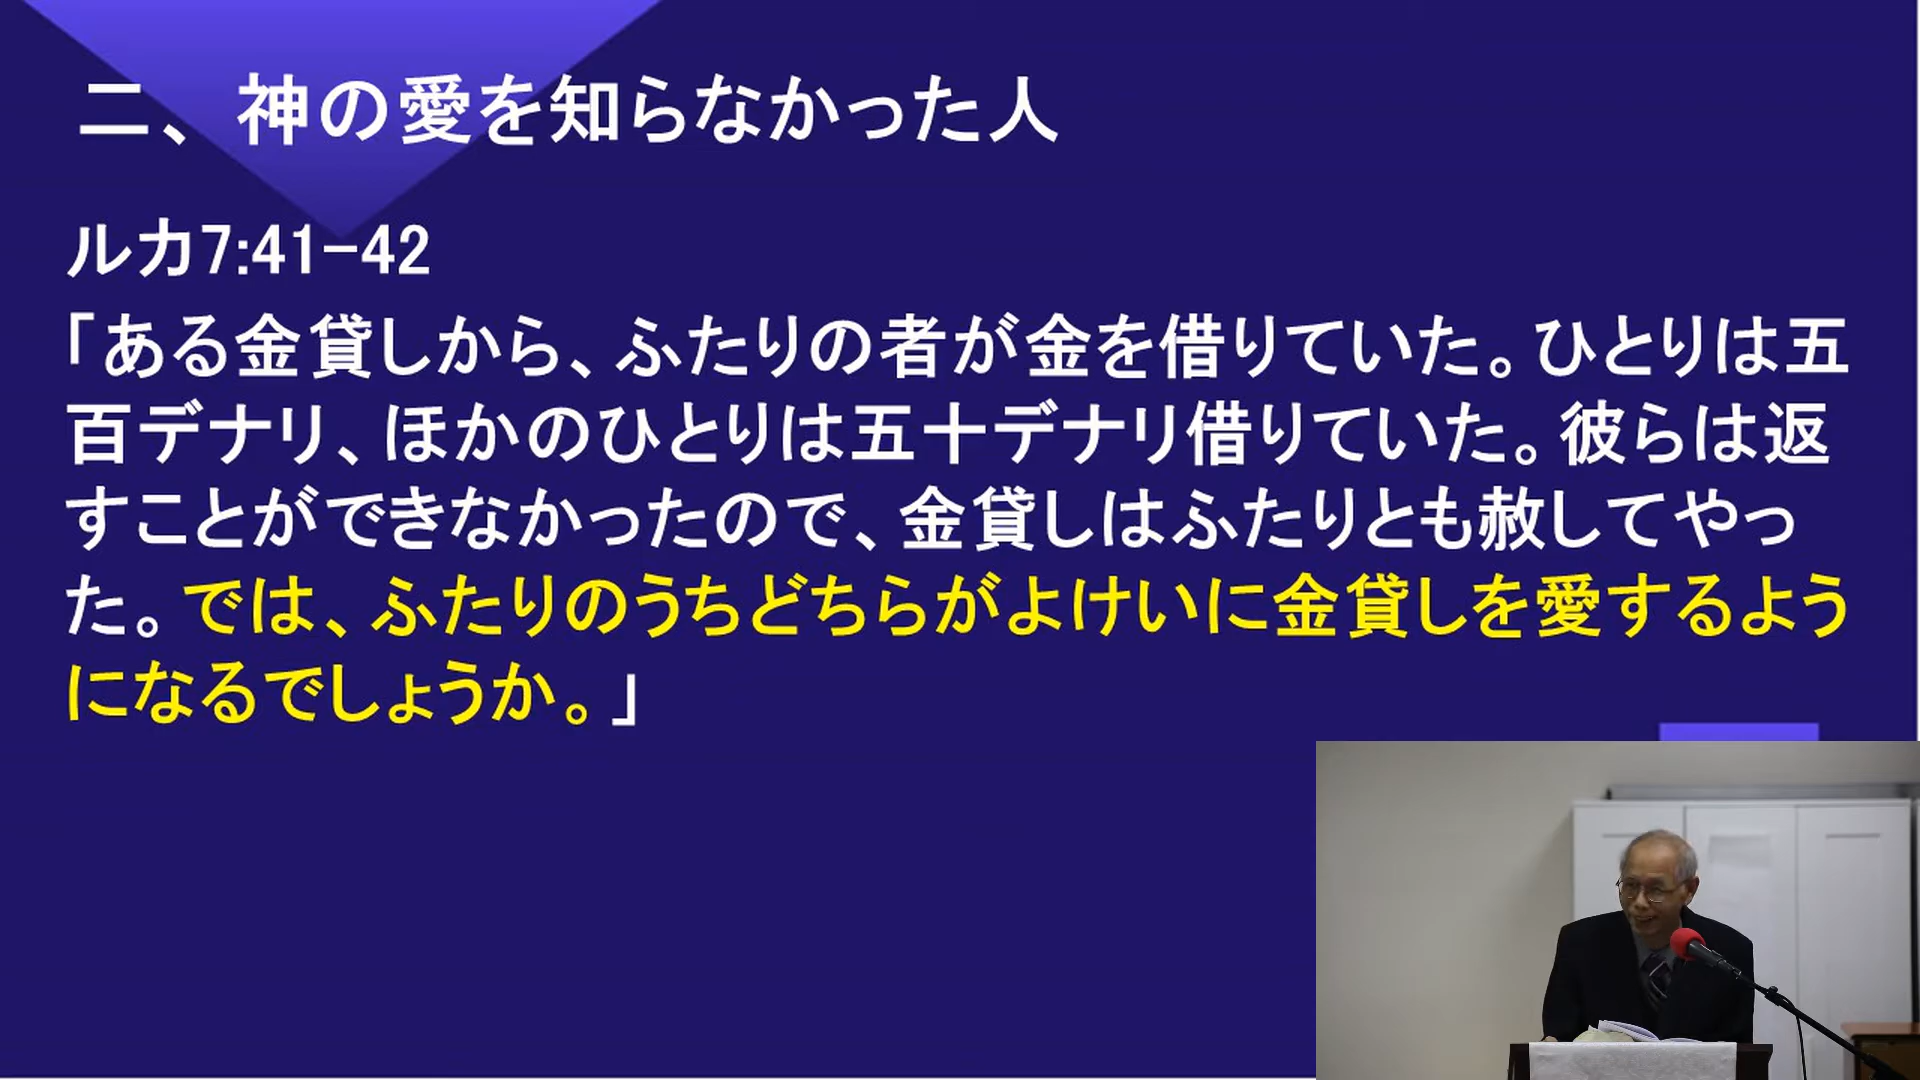 二、 神の愛を知らなかった人
ルカ7:41-42
「ある金貸しから、ふたりの者が金を借りていた。ひとりは五
百デナリ、ほかのひとりは五十デナリ借りていた。彼らは返
すことができなかったので、金貸しはふたりとも赦してやっ
た。では、ふたりのうちどちらがよけいに金貸しを愛するよう
になるでしょうか。」